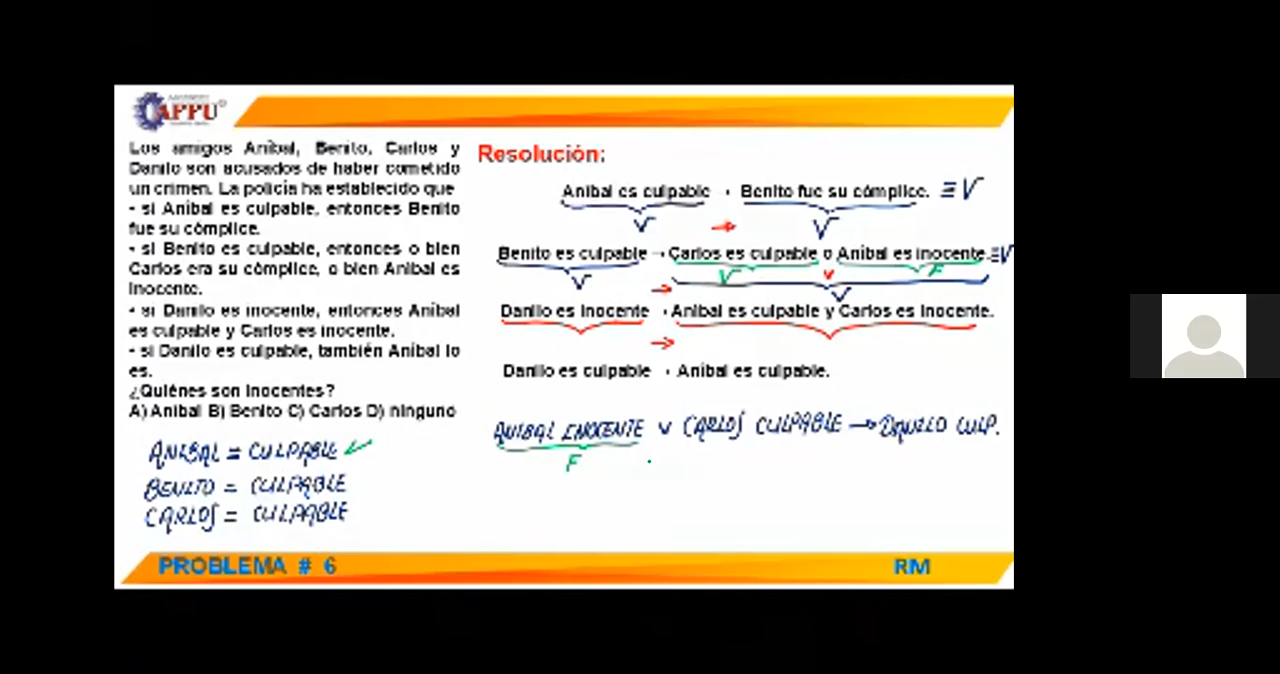 APPU
Los amigos Aníbal, Benito, Carlos y
Danilo son acusados de haber cometido
un crimen. La policía ha establecido que
- si Aníbal es culpable, entonces Benito
fue su cómplice.
- si Benito es culpable, entonces o bien
Carlos era su cómplice, o bien Aníbal es
inocente.
- si Danilo es inocente, entonces Aníbal
es culpable y Carlos es inocente.
- si Danilo es culpable, también Aníbal lo
es.
¿Quiénes son inocentes?
A) Aníbal B) Benito C) Carlos D) ninguno
ANIBAL = CULPABLE ✓
BENITO = CULPABLE
CARLOS = CULPABLE
Resolución:
Aníbal es culpable → Benito fue su cómplice. ≡ V
V → V
Benito es culpable → Carlos es culpable o Aníbal es inocente. ≡ V
V → V v F
V
Danilo es inocente → Aníbal es culpable y Carlos es inocente.
→
Danilo es culpable → Aníbal es culpable.
ANIBAL INOCENTE v CARLOS CULPABLE → DANILO CULP.
F
PROBLEMA # 6
RM